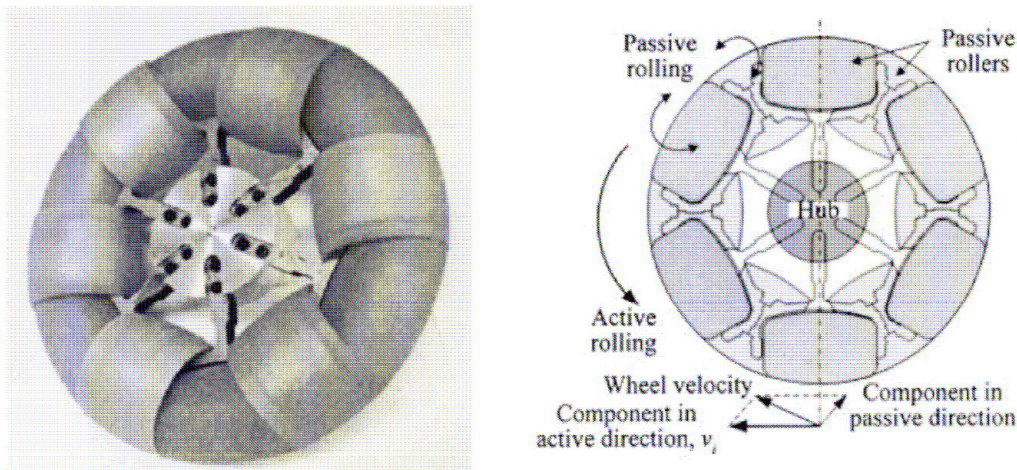 Passive
rolling
Passive
rollers
Hub
Active
rolling
Wheel velocity
Component in
active direction, vᵢ
Component in
passive direction